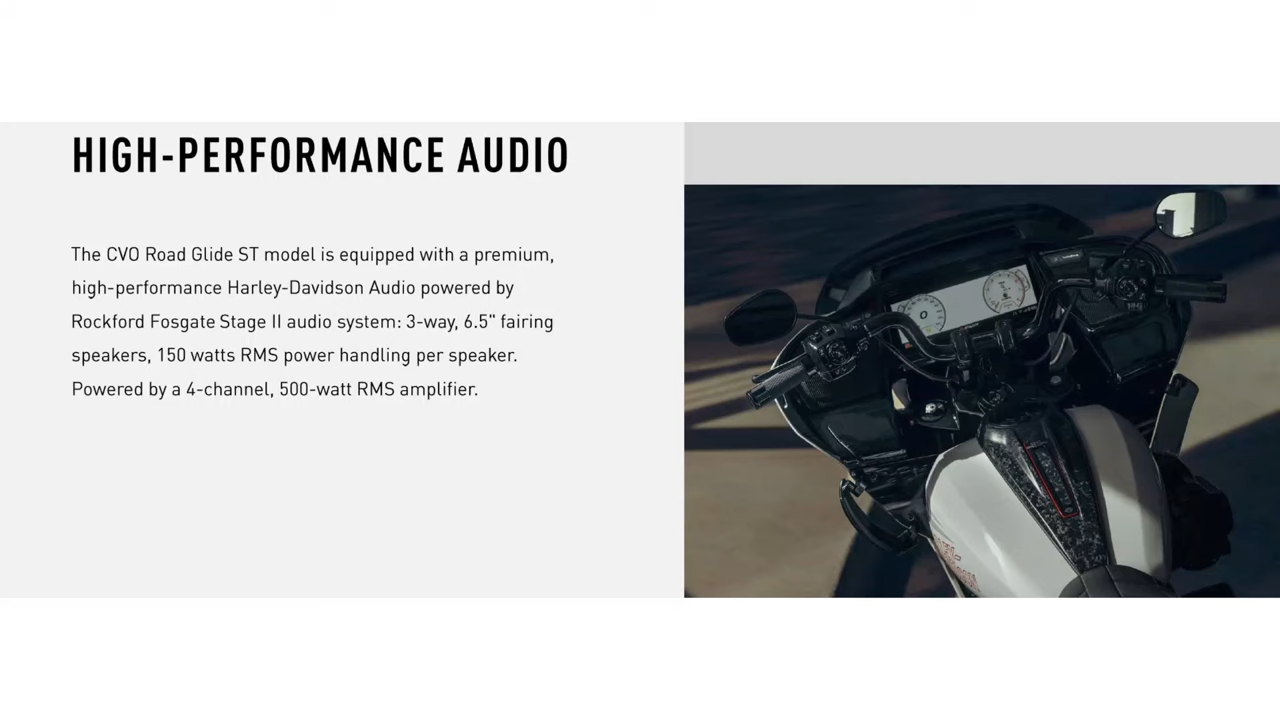 HIGH-PERFORMANCE AUDIO
The CVO Road Glide ST model is equipped with a premium,
high-performance Harley-Davidson Audio powered by
Rockford Fosgate Stage II audio system: 3-way, 6.5" fairing
speakers, 150 watts RMS power handling per speaker.
Powered by a 4-channel, 500-watt RMS amplifier.
0